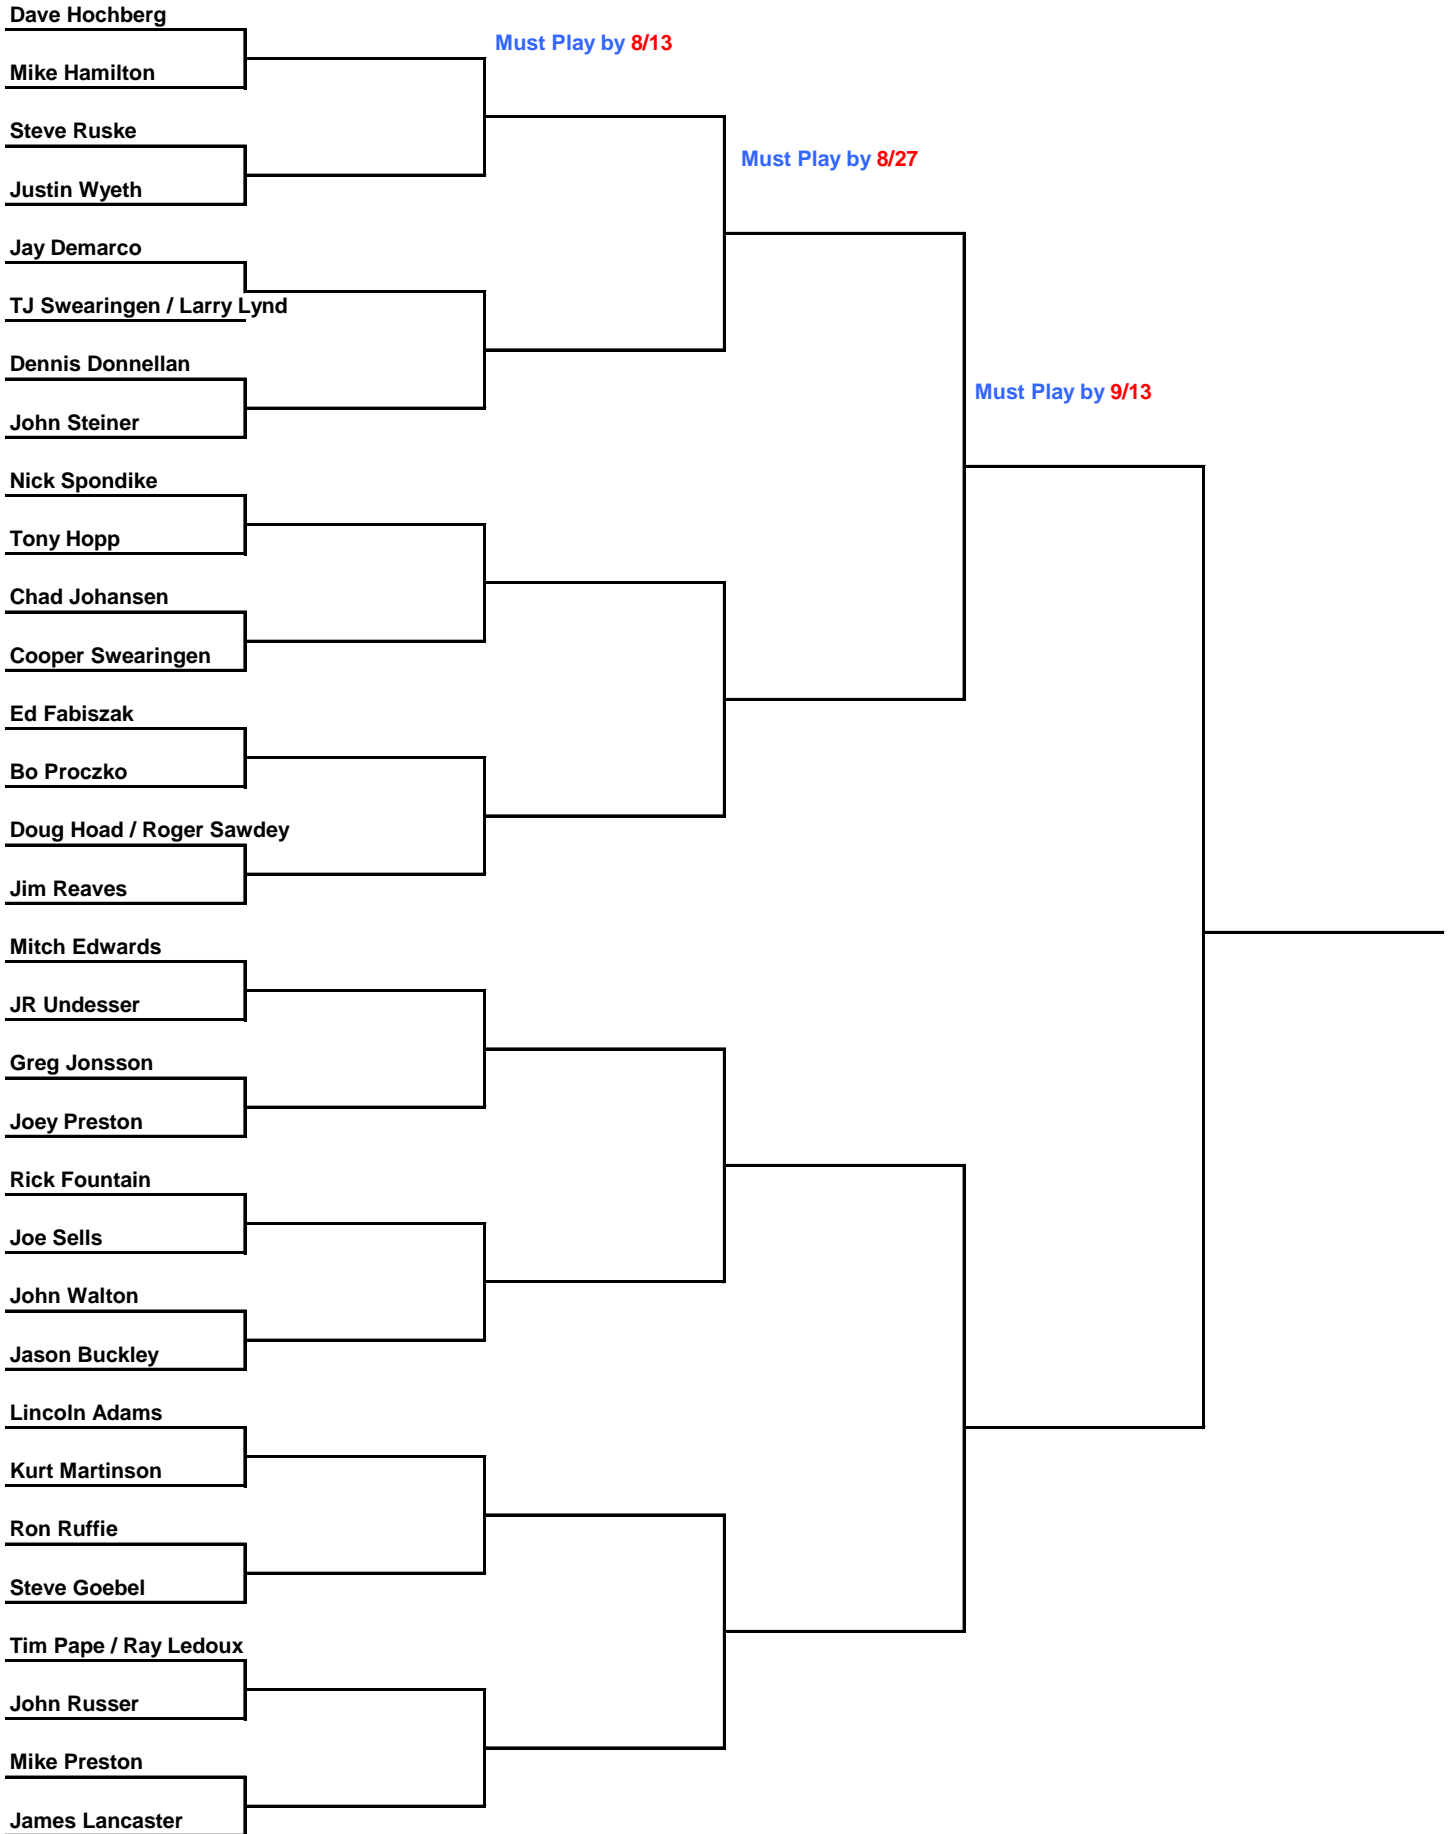 Dave Hochberg
Must Play by 8/13
Mike Hamilton
Steve Ruske
Must Play by 8/27
Justin Wyeth
Jay Demarco
TJ Swearingen / Larry Lynd
Dennis Donnellan
Must Play by 9/13
John Steiner
Nick Spondike
Tony Hopp
Chad Johansen
Cooper Swearingen
Ed Fabiszak
Bo Proczko
Doug Hoad / Roger Sawdey
Jim Reaves
Mitch Edwards
JR Undesser
Greg Jonsson
Joey Preston
Rick Fountain
Joe Sells
John Walton
Jason Buckley
Lincoln Adams
Kurt Martinson
Ron Ruffie
Steve Goebel
Tim Pape / Ray Ledoux
John Russer
Mike Preston
James Lancaster